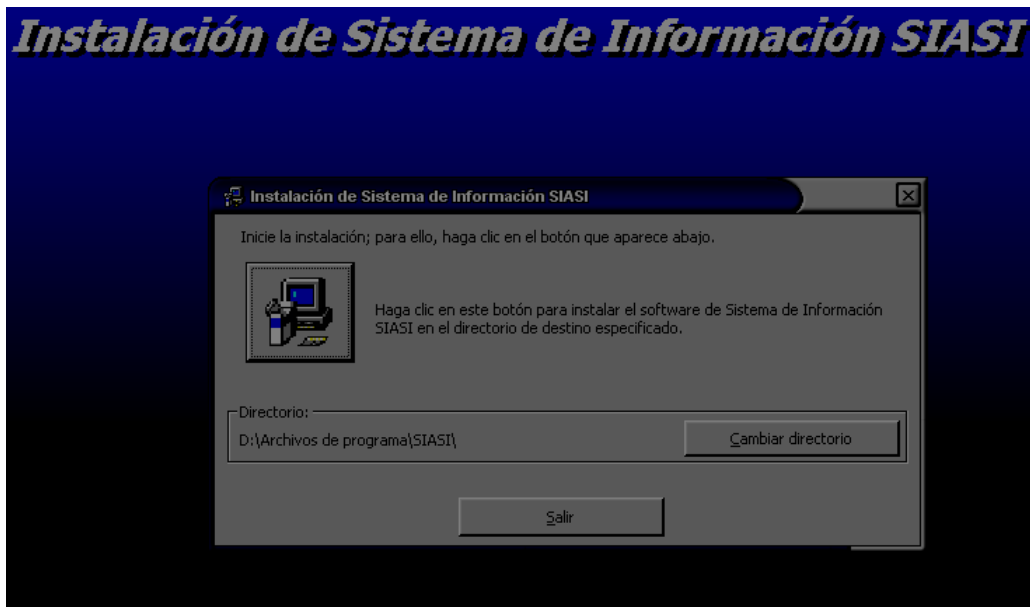 Instalación de Sistema de Información SIASI
Instalación de Sistema de Información SIASI
Inicie la instalación; para ello, haga clic en el botón que aparece abajo.
Haga clic en este botón para instalar el software de Sistema de Información
SIASI en el directorio de destino especificado.
Directorio:
D:\Archivos de programa\SIASI\
Cambiar directorio
Salir